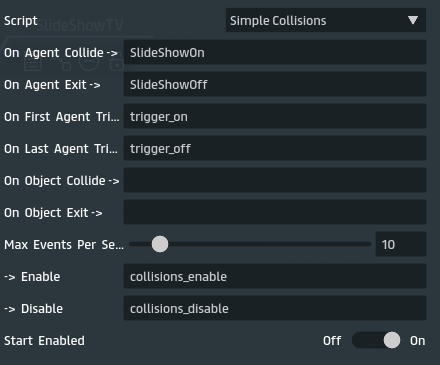 SlideShowTV
Script Simple Collisions
On Agent Collide -> SlideShowOn
On Agent Exit -> SlideShowOff
On First Agent Tri... trigger_on
On Last Agent Tri... trigger_off
On Object Collide ->
On Object Exit ->
Max Events Per Se... 10
-> Enable collisions_enable
-> Disable collisions_disable
Start Enabled Off On